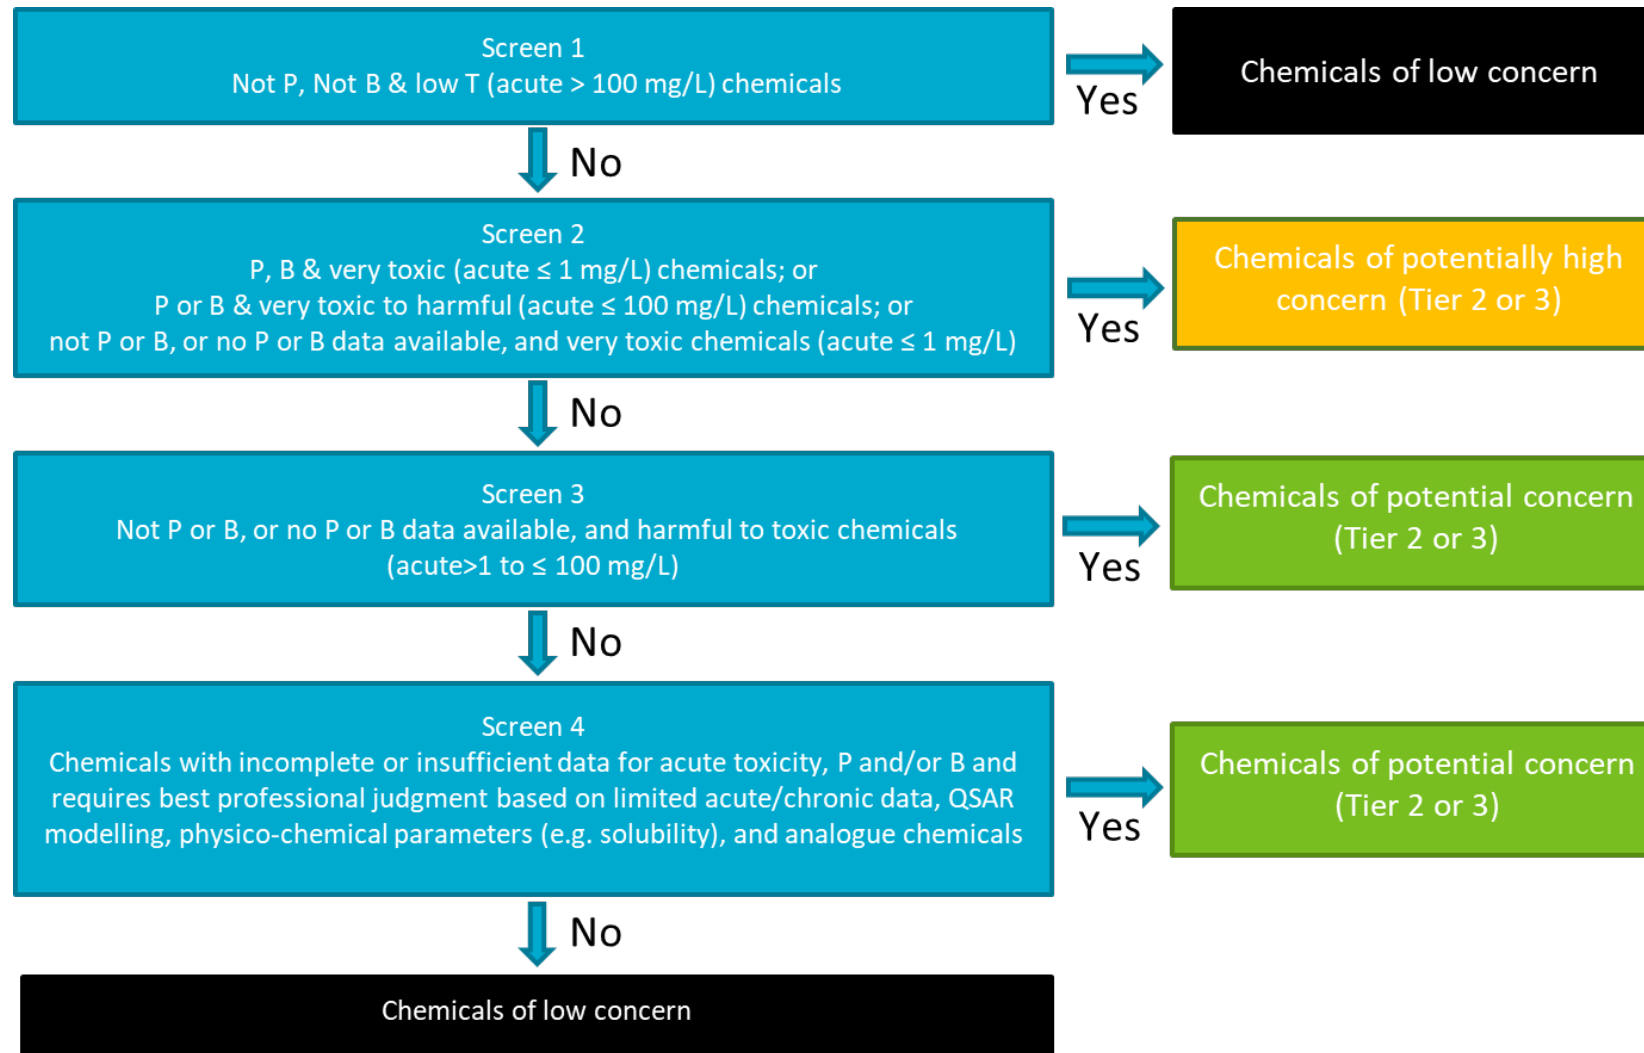 Screen 1
Not P, Not B & low T (acute > 100 mg/L) chemicals
Yes
Chemicals of low concern
No
Screen 2
P, B & very toxic (acute ≤ 1 mg/L) chemicals; or
P or B & very toxic to harmful (acute ≤ 100 mg/L) chemicals; or
not P or B, or no P or B data available, and very toxic chemicals (acute ≤ 1 mg/L)
Yes
Chemicals of potentially high
concern (Tier 2 or 3)
No
Screen 3
Not P or B, or no P or B data available, and harmful to toxic chemicals
(acute>1 to ≤ 100 mg/L)
Yes
Chemicals of potential concern
(Tier 2 or 3)
No
Screen 4
Chemicals with incomplete or insufficient data for acute toxicity, P and/or B and
requires best professional judgment based on limited acute/chronic data, QSAR
modelling, physico-chemical parameters (e.g. solubility), and analogue chemicals
Yes
Chemicals of potential concern
(Tier 2 or 3)
No
Chemicals of low concern